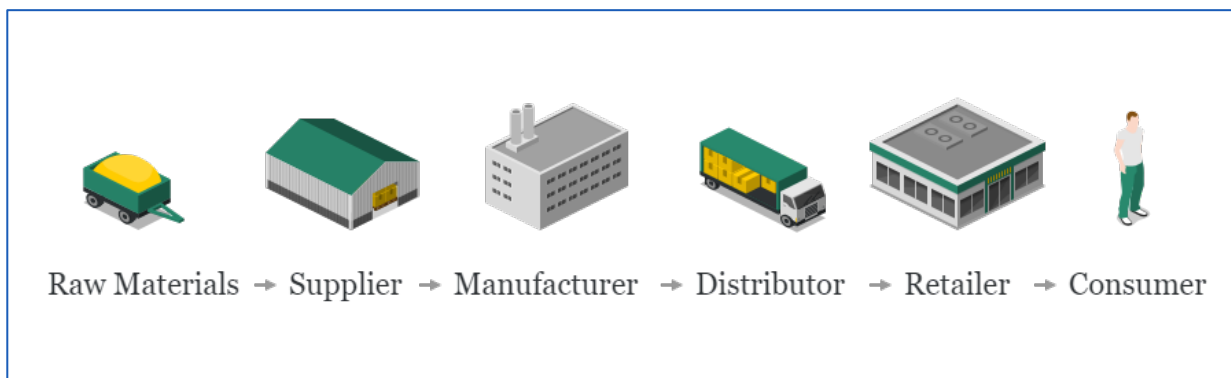 Raw Materials → Supplier → Manufacturer → Distributor → Retailer → Consumer